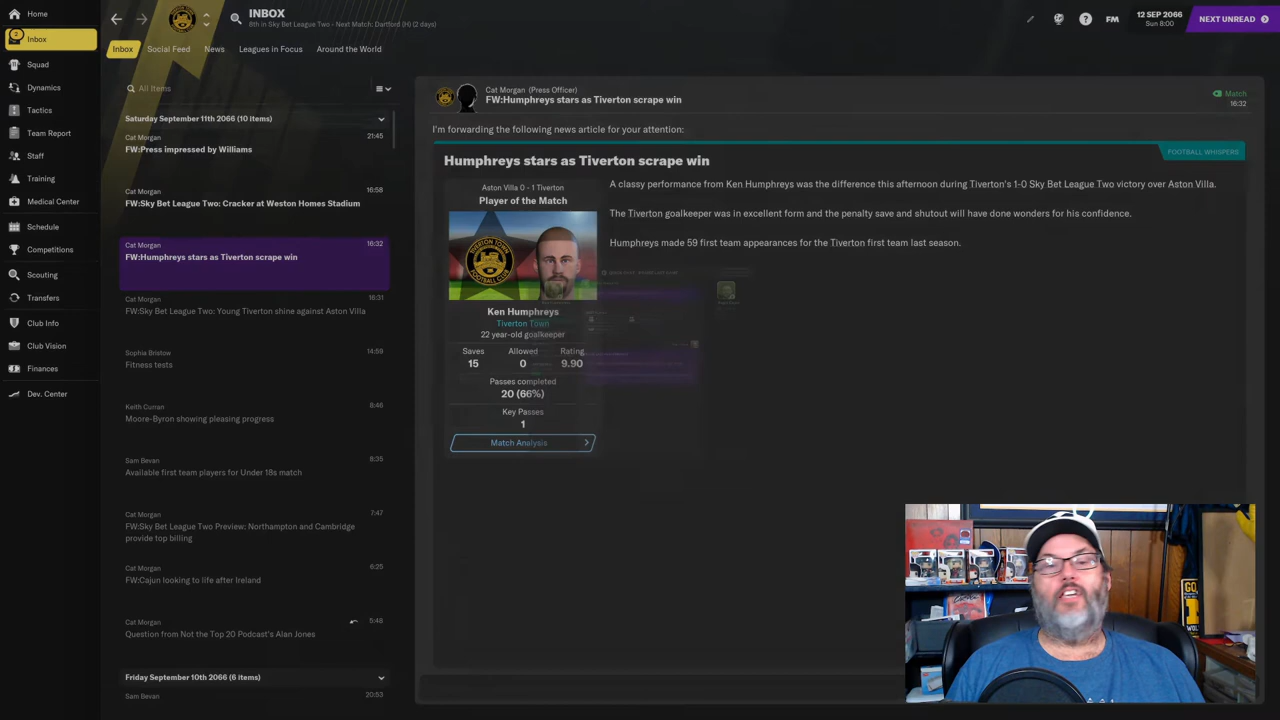 Home
Inbox
2
Squad
Dynamics
Tactics
Team Report
Staff
Training
Medical Center
Schedule
Competitions
Scouting
Transfers
Club Info
Club Vision
Finances
Dev. Center
INBOX
8th in Sky Bet League Two - Next Match: Dartford (H) (2 days)
FM
12 SEP 2066
Sun 8:00
NEXT UNREAD
Inbox
Social Feed
News
Leagues in Focus
Around the World
All Items
Saturday September 11th 2066 (10 items)
Cat Morgan 21:45
FW:Press impressed by Williams
Cat Morgan 16:58
FW:Sky Bet League Two: Cracker at Weston Homes Stadium
Cat Morgan 16:32
FW:Humphreys stars as Tiverton scrape win
Cat Morgan 16:31
FW:Sky Bet League Two: Young Tiverton shine against Aston Villa
Sophia Bristow 14:59
Fitness tests
Keith Curran 8:46
Moore-Byron showing pleasing progress
Sam Bevan 8:35
Available first team players for Under 18s match
Cat Morgan 7:47
FW:Sky Bet League Two Preview: Northampton and Cambridge
provide top billing
Cat Morgan 6:25
FW:Cajun looking to life after Ireland
Cat Morgan 5:48
Question from Not the Top 20 Podcast's Alan Jones
Friday September 10th 2066 (6 items)
Sam Bevan 20:53
Cat Morgan (Press Officer)
FW:Humphreys stars as Tiverton scrape win
Match
16:32
I'm forwarding the following news article for your attention:
FOOTBALL WHISPERS
Humphreys stars as Tiverton scrape win
Aston Villa 0 - 1 Tiverton
Player of the Match
TIVERTON TOWN
FOOTBALL CLUB
Ken Humphreys
Tiverton Town
22 year-old goalkeeper
Saves Allowed Rating
15 0 9.90
Passes completed
20 (66%)
Key Passes
1
Match Analysis
A classy performance from Ken Humphreys was the difference this afternoon during Tiverton's 1-0 Sky Bet League Two victory over Aston Villa.
The Tiverton goalkeeper was in excellent form and the penalty save and shutout will have done wonders for his confidence.
Humphreys made 59 first team appearances for the Tiverton first team last season.